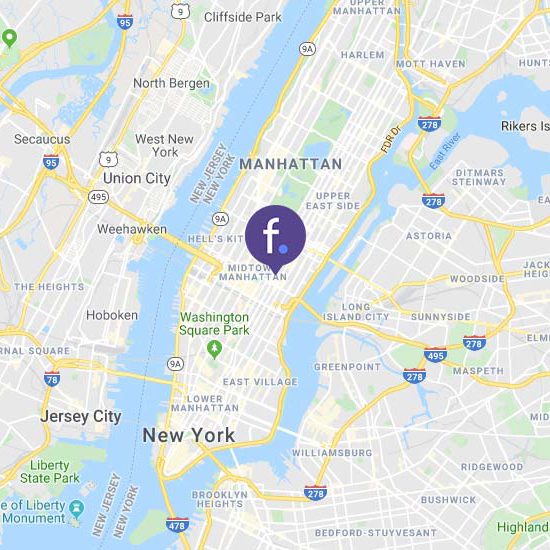 Cliffside Park
UPPER
MANHATTAN
95
9A
HARLEM
MOTT HAVEN
HUNTS
9
North Bergen
278
Rikers Is
FDR Dr
East River
Secaucus
95
West New
York
9
MANHATTAN
NEW JERSEY
NEW YORK
Union City
495
DITMARS
STEINWAY
UPPER
EAST SIDE
278
9A
Weehawken
HELL'S KIT
f.
ASTORIA
JACK
MIDTOWN
MANHATTAN
WOODSIDE
THE HEIGHTS
Hoboken
Washington
Square Park
LONG
ISLAND CITY
SUNNYSIDE
ELM
RNAL SQUARE
9A
495
78
GREENPOINT
278
278
MASPETH
EAST VILLAGE
LOWER
MANHATTAN
Jersey City
New York
WILLIAMSBURG
Liberty
State Park
RIDGEWOOD
NEW JERSEY
NEW YORK
BROOKLYN
HEIGHTS
278
BUSHWICK
e of Liberty
Monument
478
Highland
BEDFORD-STUYVESANT